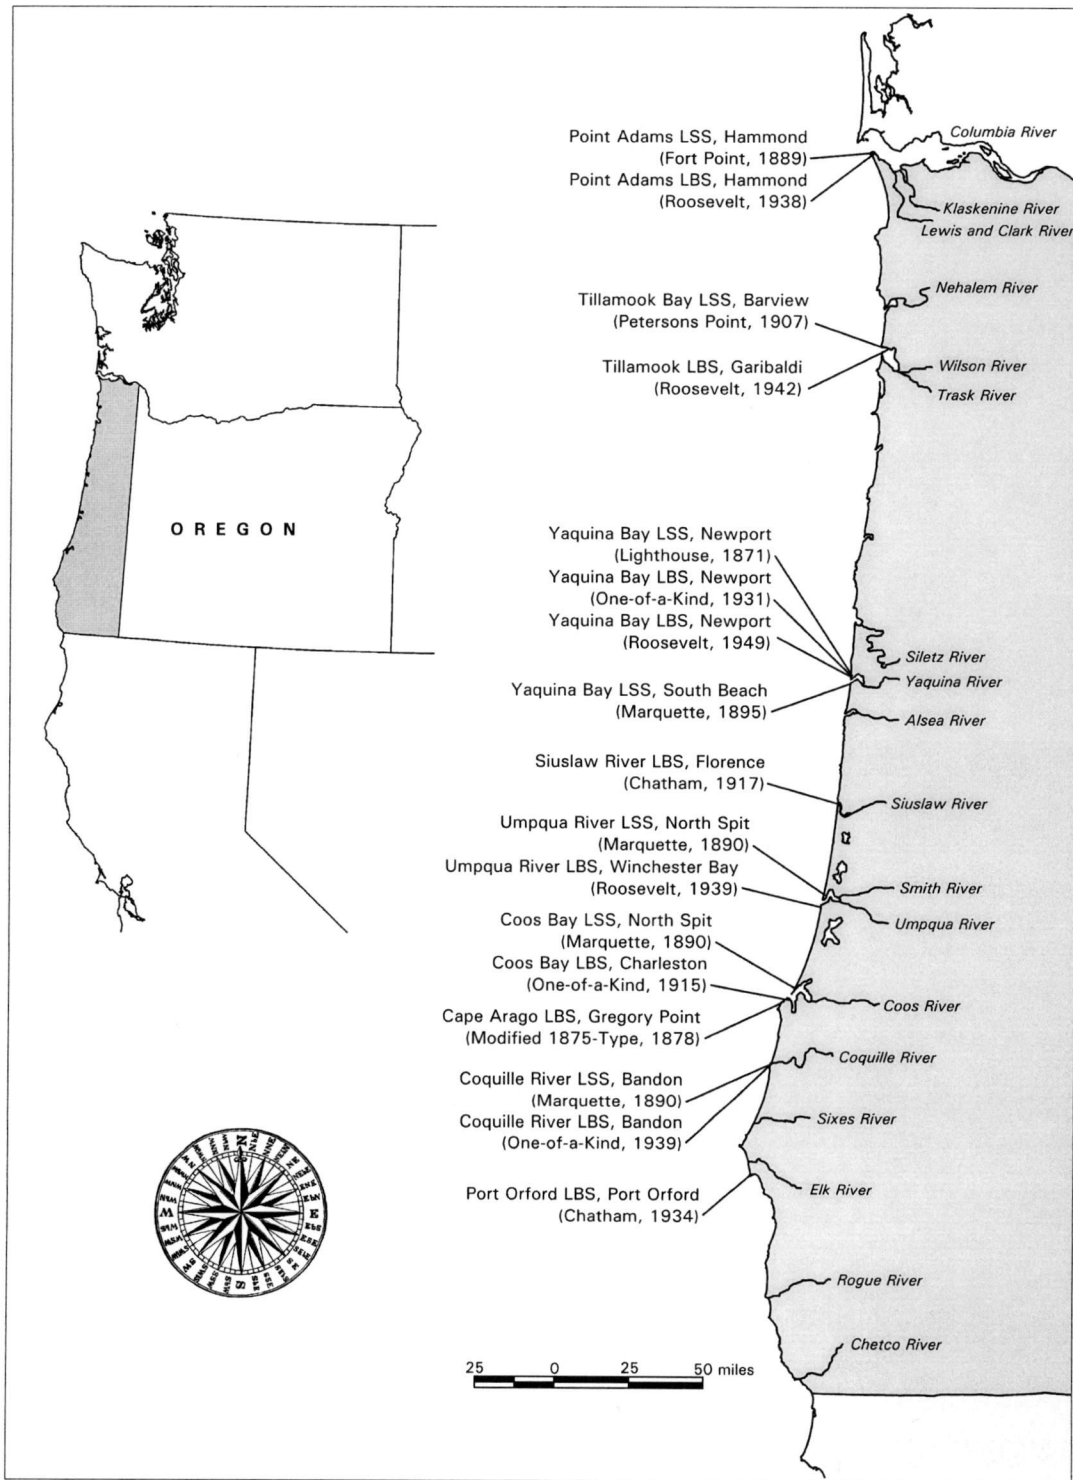 Point Adams LSS, Hammond
(Fort Point, 1889)
Point Adams LBS, Hammond
(Roosevelt, 1938)
Columbia River
Klaskenine River
Lewis and Clark River
Nehalem River
Tillamook Bay LSS, Barview
(Petersons Point, 1907)
Tillamook LBS, Garibaldi
(Roosevelt, 1942)
Wilson River
Trask River
OREGON
Yaquina Bay LSS, Newport
(Lighthouse, 1871)
Yaquina Bay LBS, Newport
(One-of-a-Kind, 1931)
Yaquina Bay LBS, Newport
(Roosevelt, 1949)
Yaquina Bay LSS, South Beach
(Marquette, 1895)
Siletz River
Yaquina River
Alsea River
Siuslaw River LBS, Florence
(Chatham, 1917)
Siuslaw River
Umpqua River LSS, North Spit
(Marquette, 1890)
Umpqua River LBS, Winchester Bay
(Roosevelt, 1939)
Smith River
Umpqua River
Coos Bay LSS, North Spit
(Marquette, 1890)
Coos Bay LBS, Charleston
(One-of-a-Kind, 1915)
Cape Arago LBS, Gregory Point
(Modified 1875-Type, 1878)
Coos River
Coquille River
Coquille River LSS, Bandon
(Marquette, 1890)
Coquille River LBS, Bandon
(One-of-a-Kind, 1939)
Sixes River
Port Orford LBS, Port Orford
(Chatham, 1934)
Elk River
Rogue River
Chetco River
25 0 25 50 miles
N
NNE
NE
E
ESE
SE
SSE
S
SW
W